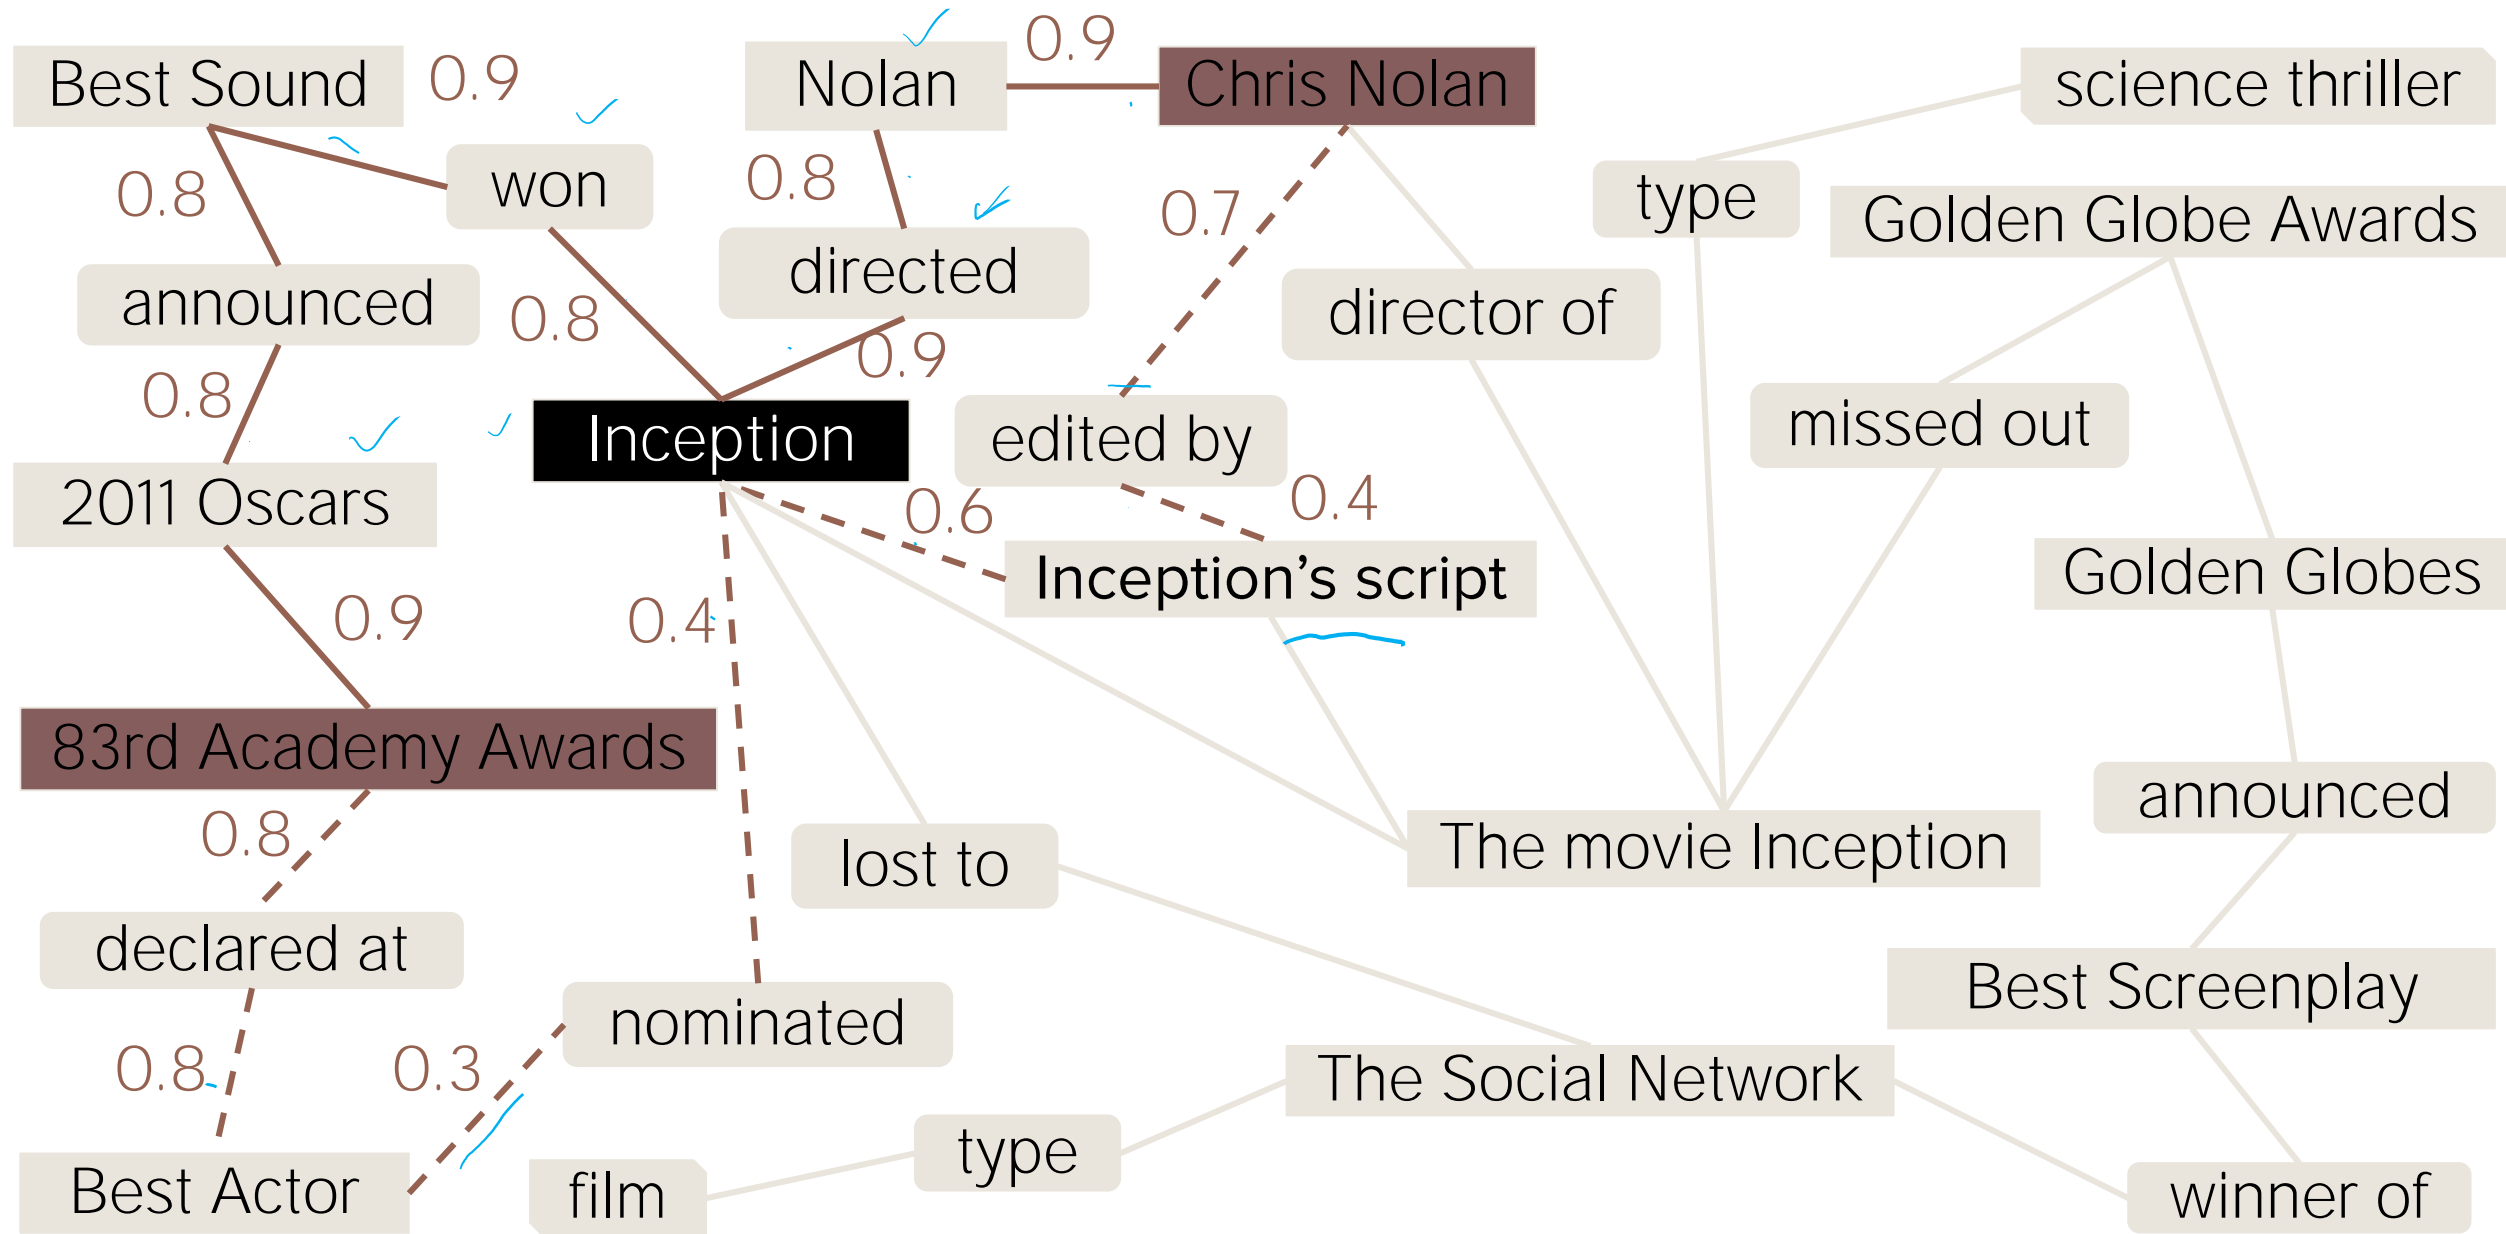 Best Sound
0.9
Nolan
0.9
Chris Nolan
science thriller
0.8
won
0.8
0.7
type
Golden Globe Awards
announced
0.8
directed
0.9
director of
0.8
Inception
edited by
missed out
2011 Oscars
0.6
0.4
Inception's script
Golden Globes
0.9
0.4
83rd Academy Awards
0.8
lost to
The movie Inception
announced
declared at
nominated
Best Screenplay
0.8
0.3
The Social Network
Best Actor
film
type
winner of